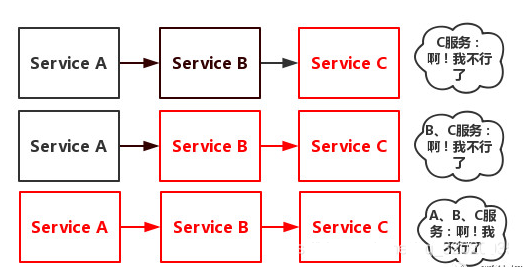 Service A
Service B
Service C
C服务：
啊！我不行
了
Service A
Service B
Service C
B、C服务：
啊！我不行
了
Service A
Service B
Service C
A、B、C服
务：啊！我
不行了